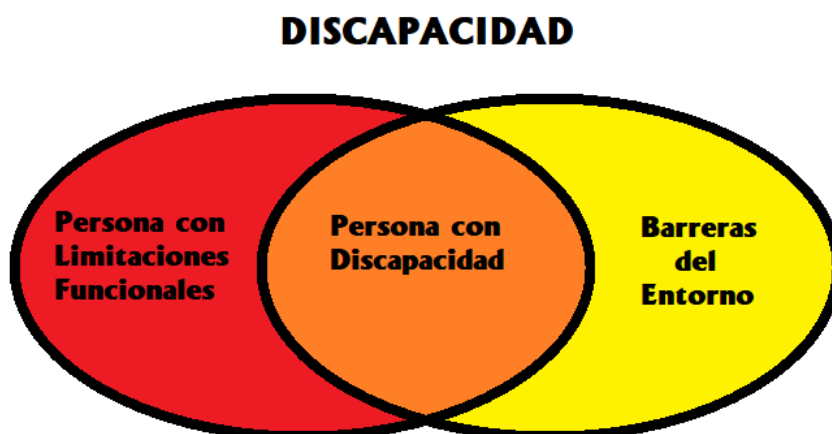 DISCAPACIDAD
Persona con
Limitaciones
Funcionales
Persona con
Discapacidad
Barreras
del
Entorno